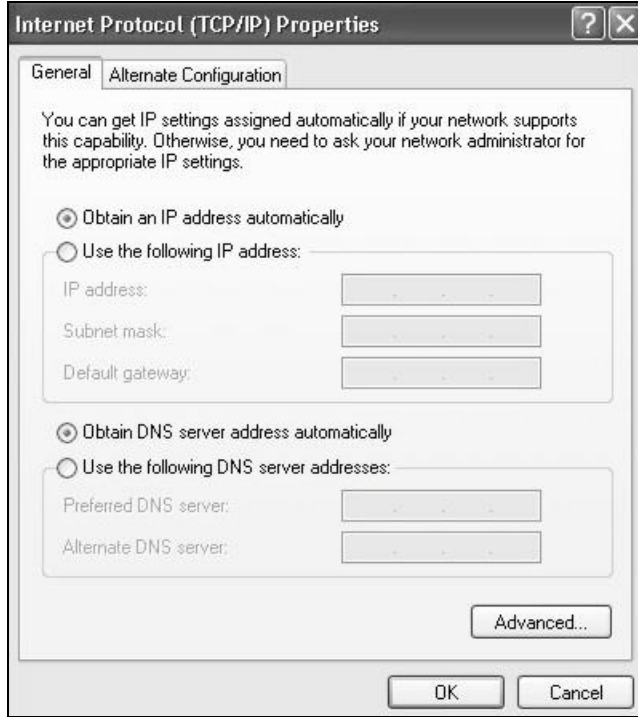 Internet Protocol (TCP/IP) Properties
General Alternate Configuration
You can get IP settings assigned automatically if your network supports
this capability. Otherwise, you need to ask your network administrator for
the appropriate IP settings.
Obtain an IP address automatically
Use the following IP address:
IP address:
Subnet mask:
Default gateway:
Obtain DNS server address automatically
Use the following DNS server addresses:
Preferred DNS server:
Alternate DNS server:
Advanced...
OK Cancel